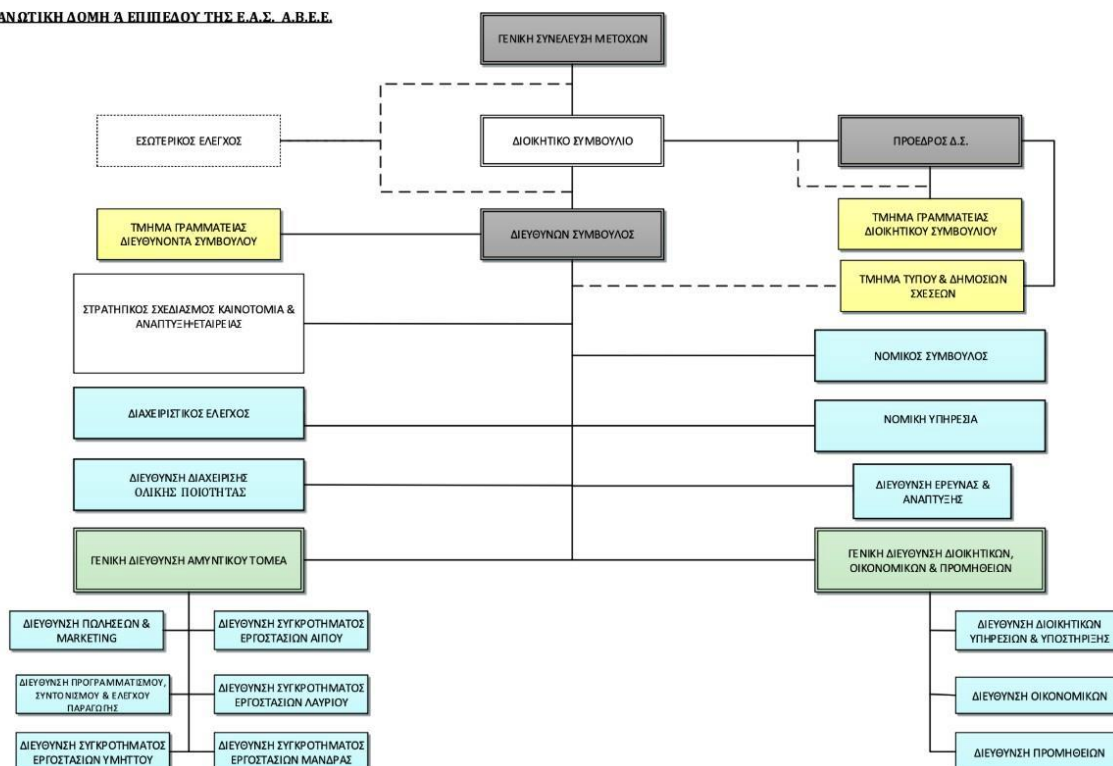 ΑΝΩΤΙΚΗ ΔΟΜΗ Ά ΕΠΙΠΕΔΟΥ ΤΗΣ Ε.Α.Σ. Α.Β.Ε.Ε.
ΓΕΝΙΚΗ ΣΥΝΕΛΕΥΣΗ ΜΕΤΟΧΩΝ
ΕΣΩΤΕΡΙΚΟΣ ΕΛΕΓΧΟΣ
ΔΙΟΙΚΗΤΙΚΟ ΣΥΜΒΟΥΛΙΟ
ΠΡΟΕΔΡΟΣ Δ.Σ.
ΤΜΗΜΑ ΓΡΑΜΜΑΤΕΙΑΣ
ΔΙΕΥΘΥΝΟΝΤΑ ΣΥΜΒΟΥΛΟΥ
ΔΙΕΥΘΥΝΩΝ ΣΥΜΒΟΥΛΟΣ
ΤΜΗΜΑ ΓΡΑΜΜΑΤΕΙΑΣ
ΔΙΟΙΚΗΤΙΚΟΥ ΣΥΜΒΟΥΛΙΟΥ
ΤΜΗΜΑ ΤΥΠΟΥ & ΔΗΜΟΣΙΩΝ
ΣΧΕΣΕΩΝ
ΣΤΡΑΤΗΓΙΚΟΣ ΣΧΕΔΙΑΣΜΟΣ ΚΑΙΝΟΤΟΜΙΑ &
ΑΝΑΠΤΥΞΗ ΕΤΑΙΡΕΙΑΣ
ΝΟΜΙΚΟΣ ΣΥΜΒΟΥΛΟΣ
ΔΙΑΧΕΙΡΙΣΤΙΚΟΣ ΕΛΕΓΧΟΣ
ΝΟΜΙΚΗ ΥΠΗΡΕΣΙΑ
ΔΙΕΥΘΥΝΣΗ ΔΙΑΧΕΙΡΙΣΗΣ
ΟΛΙΚΗΣ ΠΟΙΟΤΗΤΑΣ
ΔΙΕΥΘΥΝΣΗ ΕΡΕΥΝΑΣ &
ΑΝΑΠΤΥΞΗΣ
ΓΕΝΙΚΗ ΔΙΕΥΘΥΝΣΗ ΑΜΥΝΤΙΚΟΥ ΤΟΜΕΑ
ΓΕΝΙΚΗ ΔΙΕΥΘΥΝΣΗ ΔΙΟΙΚΗΤΙΚΩΝ,
ΟΙΚΟΝΟΜΙΚΩΝ & ΠΡΟΜΗΘΕΙΩΝ
ΔΙΕΥΘΥΝΣΗ ΠΩΛΗΣΕΩΝ &
MARKETING
ΔΙΕΥΘΥΝΣΗ ΣΥΓΚΡΟΤΗΜΑΤΟΣ
ΕΡΓΟΣΤΑΣΙΩΝ ΑΙΓΙΟΥ
ΔΙΕΥΘΥΝΣΗ ΔΙΟΙΚΗΤΙΚΩΝ
ΥΠΗΡΕΣΙΩΝ & ΥΠΟΣΤΗΡΙΞΗΣ
ΔΙΕΥΘΥΝΣΗ ΠΡΟΓΡΑΜΜΑΤΙΣΜΟΥ,
ΣΥΝΤΟΝΙΣΜΟΥ & ΕΛΕΓΧΟΥ
ΠΑΡΑΓΩΓΗΣ
ΔΙΕΥΘΥΝΣΗ ΣΥΓΚΡΟΤΗΜΑΤΟΣ
ΕΡΓΟΣΤΑΣΙΩΝ ΛΑΥΡΙΟΥ
ΔΙΕΥΘΥΝΣΗ ΟΙΚΟΝΟΜΙΚΩΝ
ΔΙΕΥΘΥΝΣΗ ΣΥΓΚΡΟΤΗΜΑΤΟΣ
ΕΡΓΟΣΤΑΣΙΩΝ ΥΜΗΤΤΟΥ
ΔΙΕΥΘΥΝΣΗ ΣΥΓΚΡΟΤΗΜΑΤΟΣ
ΕΡΓΟΣΤΑΣΙΩΝ ΜΑΝΔΡΑΣ
ΔΙΕΥΘΥΝΣΗ ΠΡΟΜΗΘΕΙΩΝ